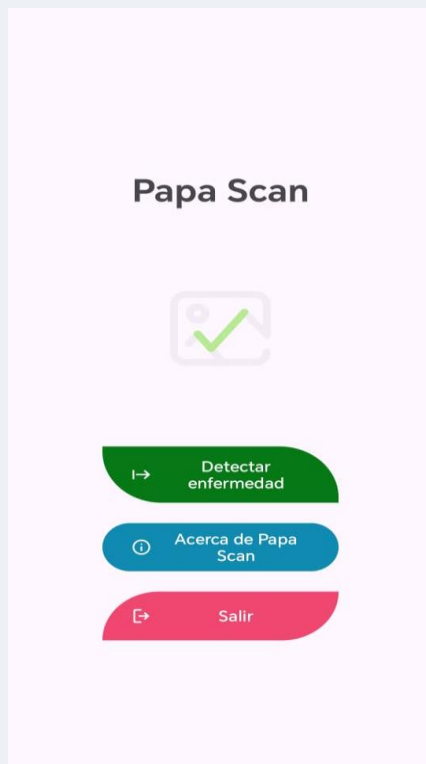 Papa Scan
Detectar
enfermedad
Acerca de Papa
Scan
Salir